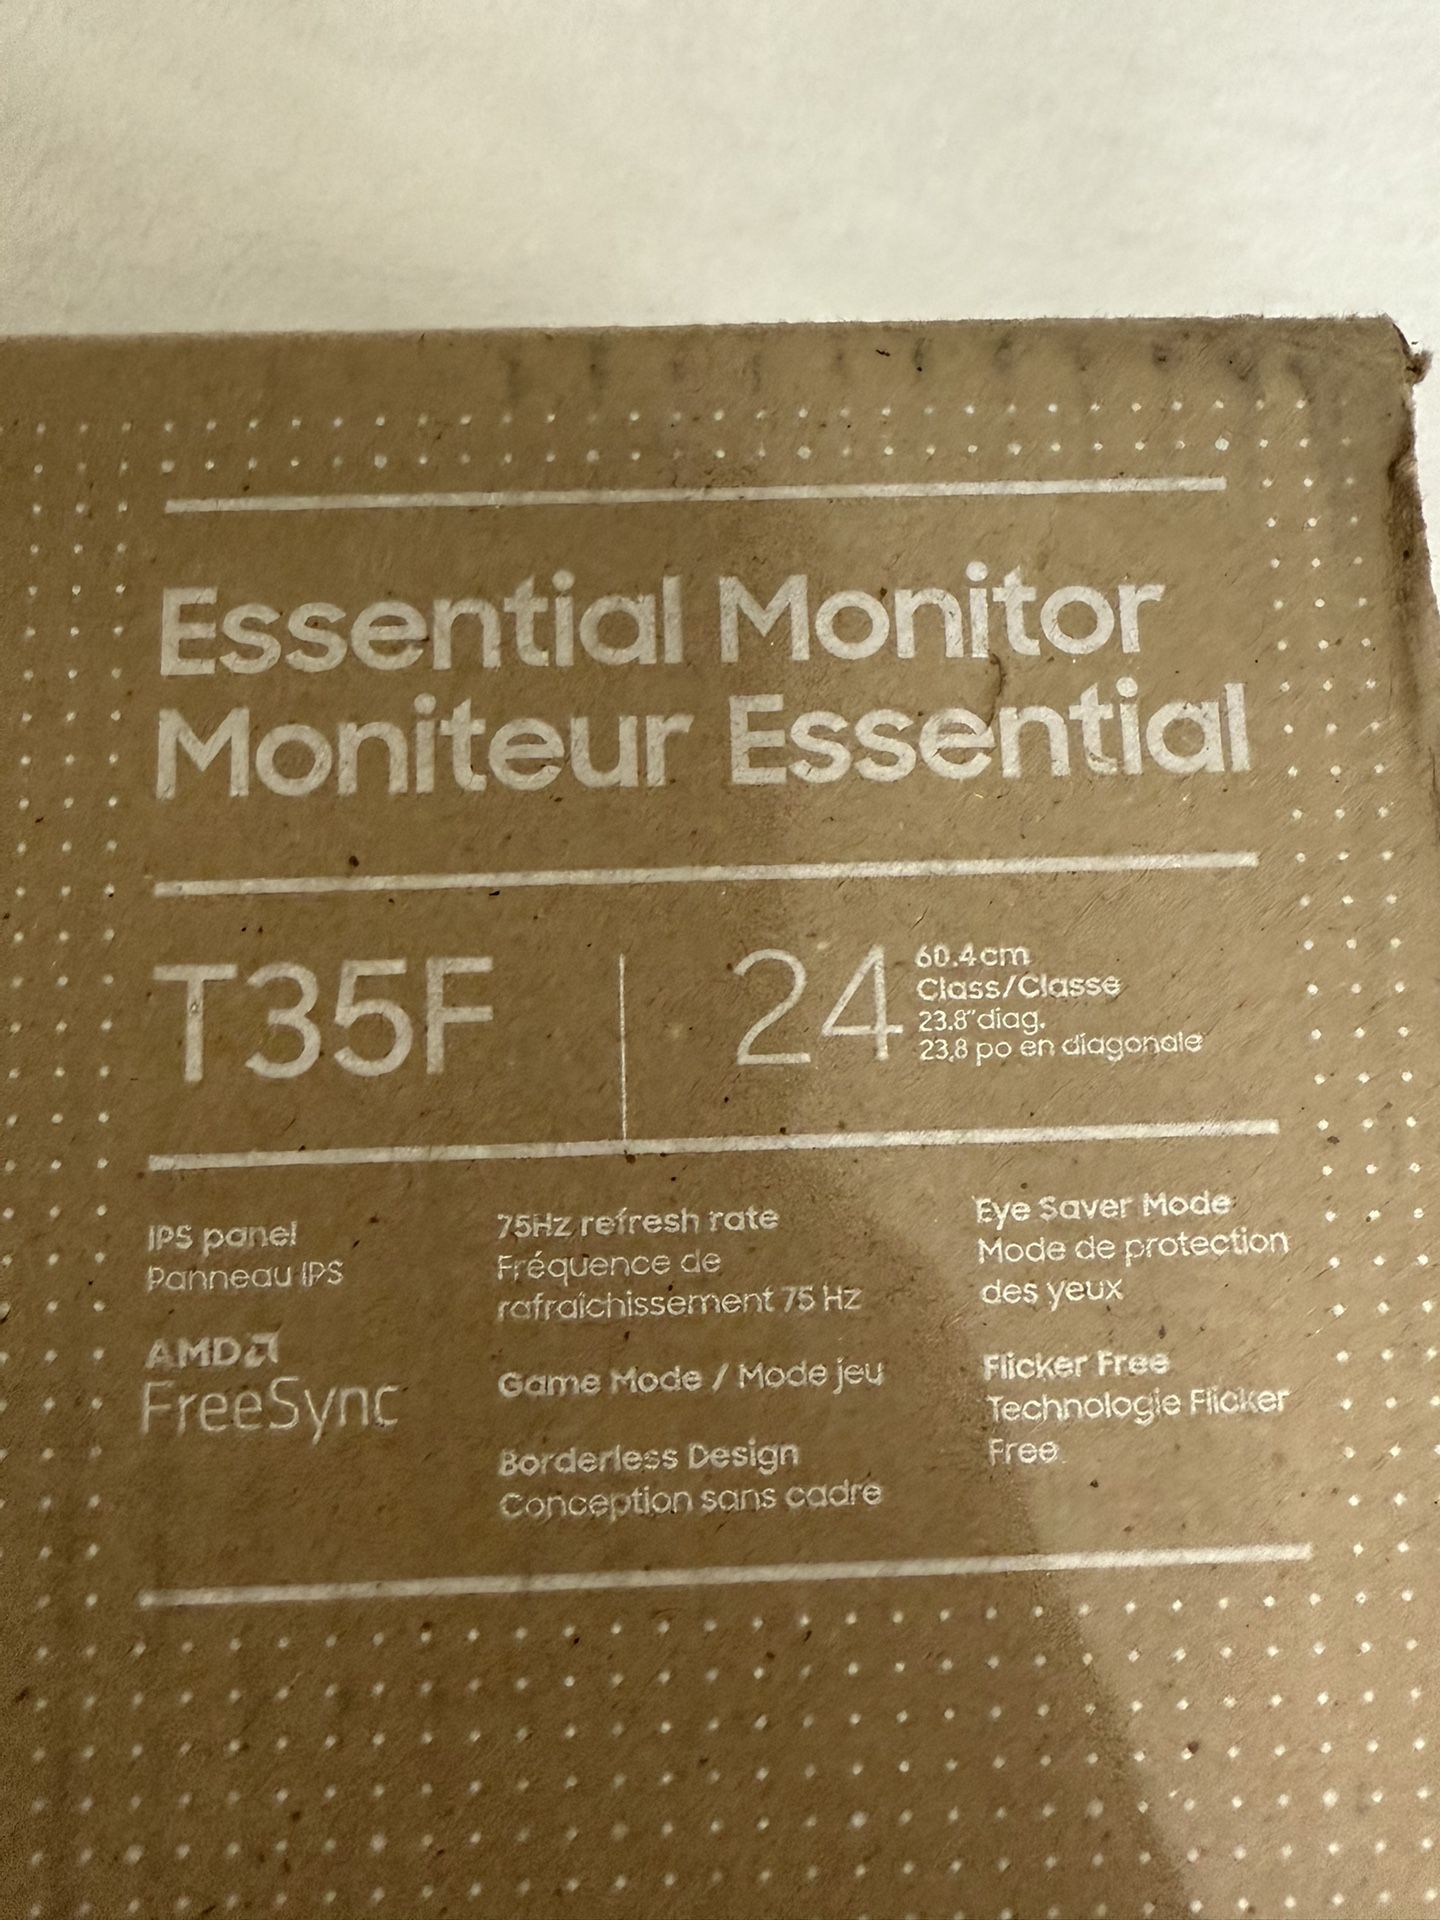 Essential Monitor
Moniteur Essential
T35F
24
60.4cm
Class/Classe
23.8"diag.
23,8 po en diagonale
IPS panel
Panneau IPS
AMD
FreeSync
75Hz refresh rate
Fréquence de
rafraîchissement 75 Hz
Game Mode / Mode jeu
Borderless Design
Conception sans cadre
Eye Saver Mode
Mode de protection
des yeux
Flicker Free
Technologie Flicker
Free